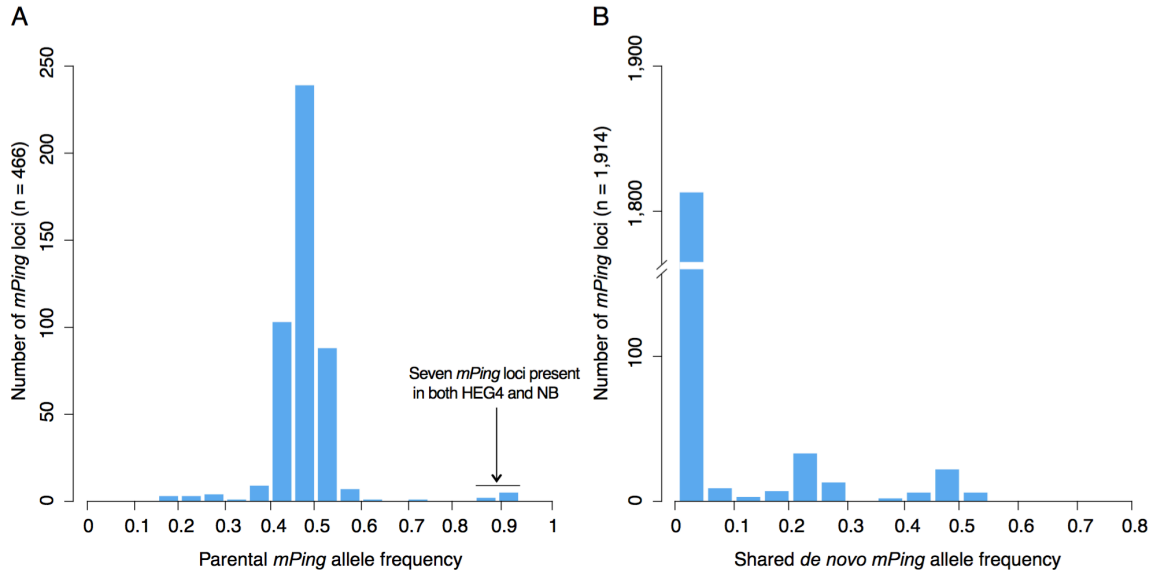 A
250
200
150
100
50
0
Number of mPing loci (n = 466)
Seven mPing loci present
in both HEG4 and NB
0 0.1 0.2 0.3 0.4 0.5 0.6 0.7 0.8 0.9 1
Parental mPing allele frequency
B
1,900
1,800
100
0
Number of mPing loci (n = 1,914)
0 0.1 0.2 0.3 0.4 0.5 0.6 0.7 0.8
Shared de novo mPing allele frequency